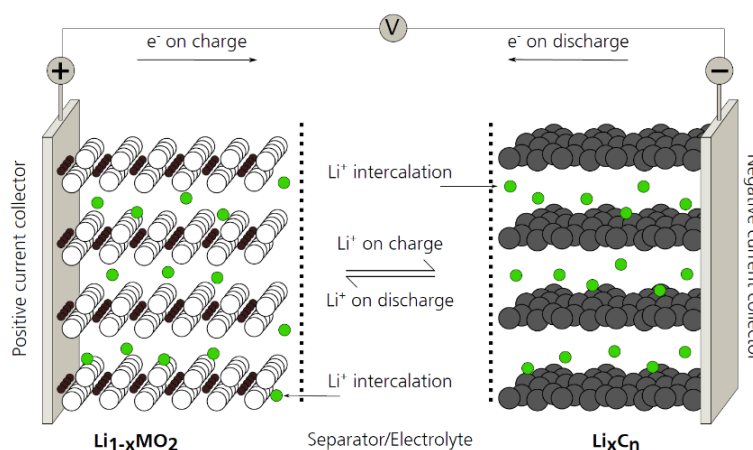 V
e- on charge
e- on discharge
+
−
Positive current collector
Li+ intercalation
Li+ on charge
Li+ on discharge
Li+ intercalation
Negative current collector
Li1-xMO2
Separator/Electrolyte
LixCn